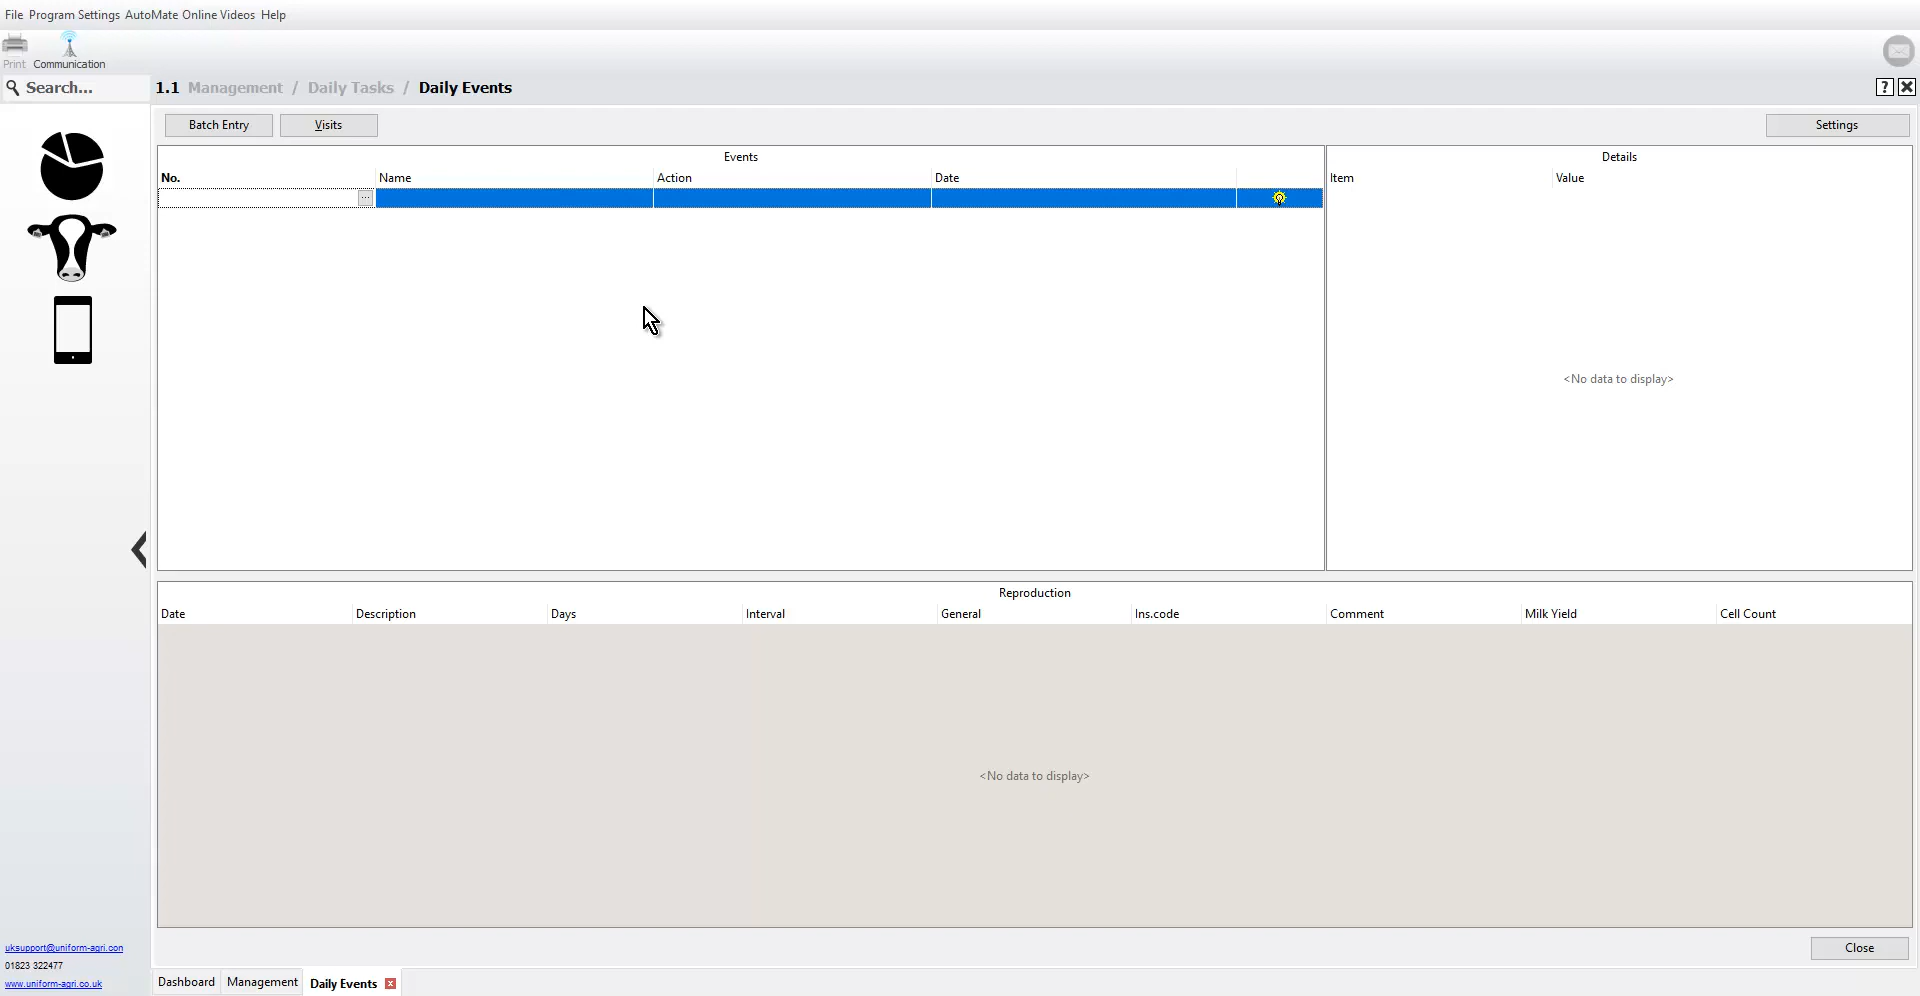 File Program Settings AutoMate Online Videos Help
Print Communication
Search...
1.1 Management / Daily Tasks / Daily Events
?
Batch Entry Visits Settings
Events Details
No. Name Action Date Item Value
...
<No data to display>
Reproduction
Date Description Days Interval General Ins.code Comment Milk Yield Cell Count
<No data to display>
uksupport@uniform-agri.con
01823 322477
www.uniform-agri.co.uk
Close
Dashboard Management Daily Events x